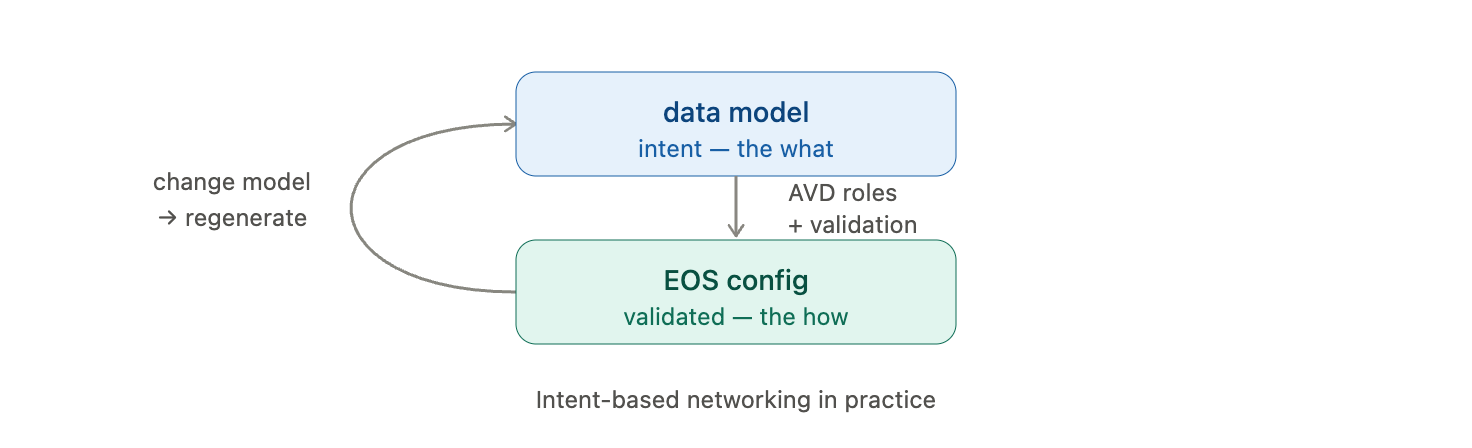 data model
intent — the what
change model
→ regenerate
AVD roles
+ validation
EOS config
validated — the how
Intent-based networking in practice